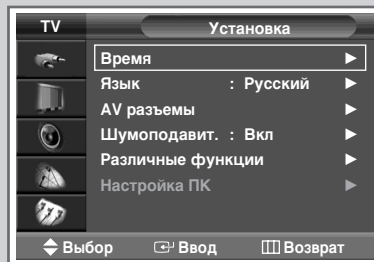 TV Установка
Время
Язык : Русский
AV разъемы
Шумоподавит. : Вкл
Различные функции
Настройка ПК
Выбор Ввод Возврат